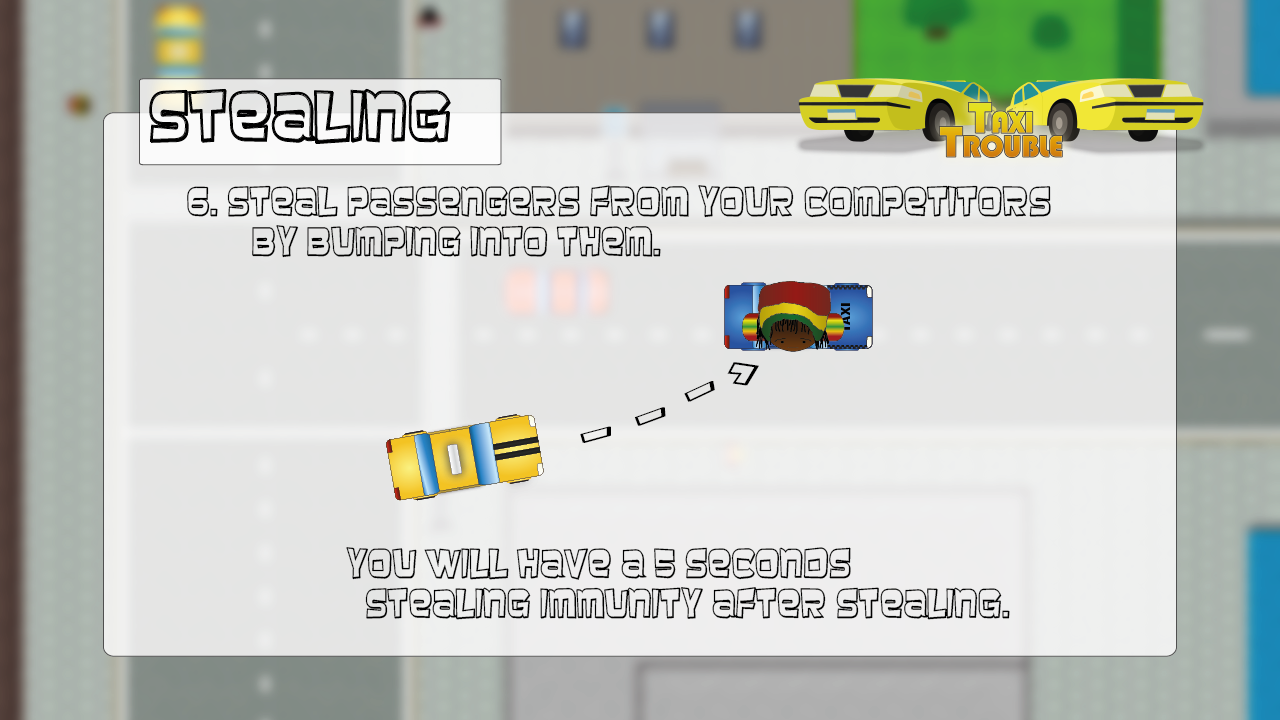 Stealing
Taxi
Trouble
6. Steal passengers from your competitors
by bumping into them.
TAXI
You will have a 5 seconds
stealing immunity after stealing.